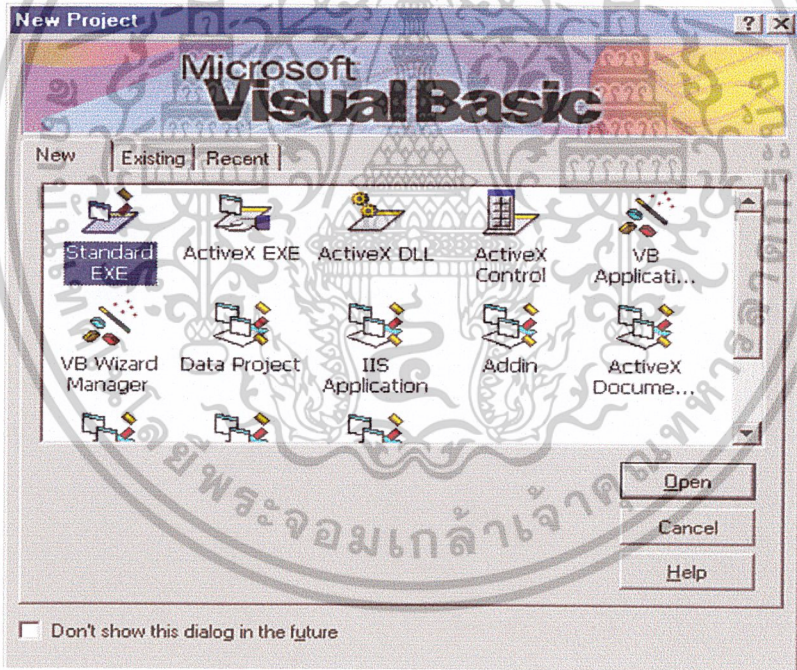 New Project
Microsoft
Visual Basic
New Existing Recent
Standard EXE
ActiveX EXE
ActiveX DLL
ActiveX Control
VB Applicati...
VB Wizard Manager
Data Project
IIS Application
Addin
ActiveX Docume...
Open
Cancel
Help
Don't show this dialog in the future
พระจอมเกล้าเจ้าคุณทหาร